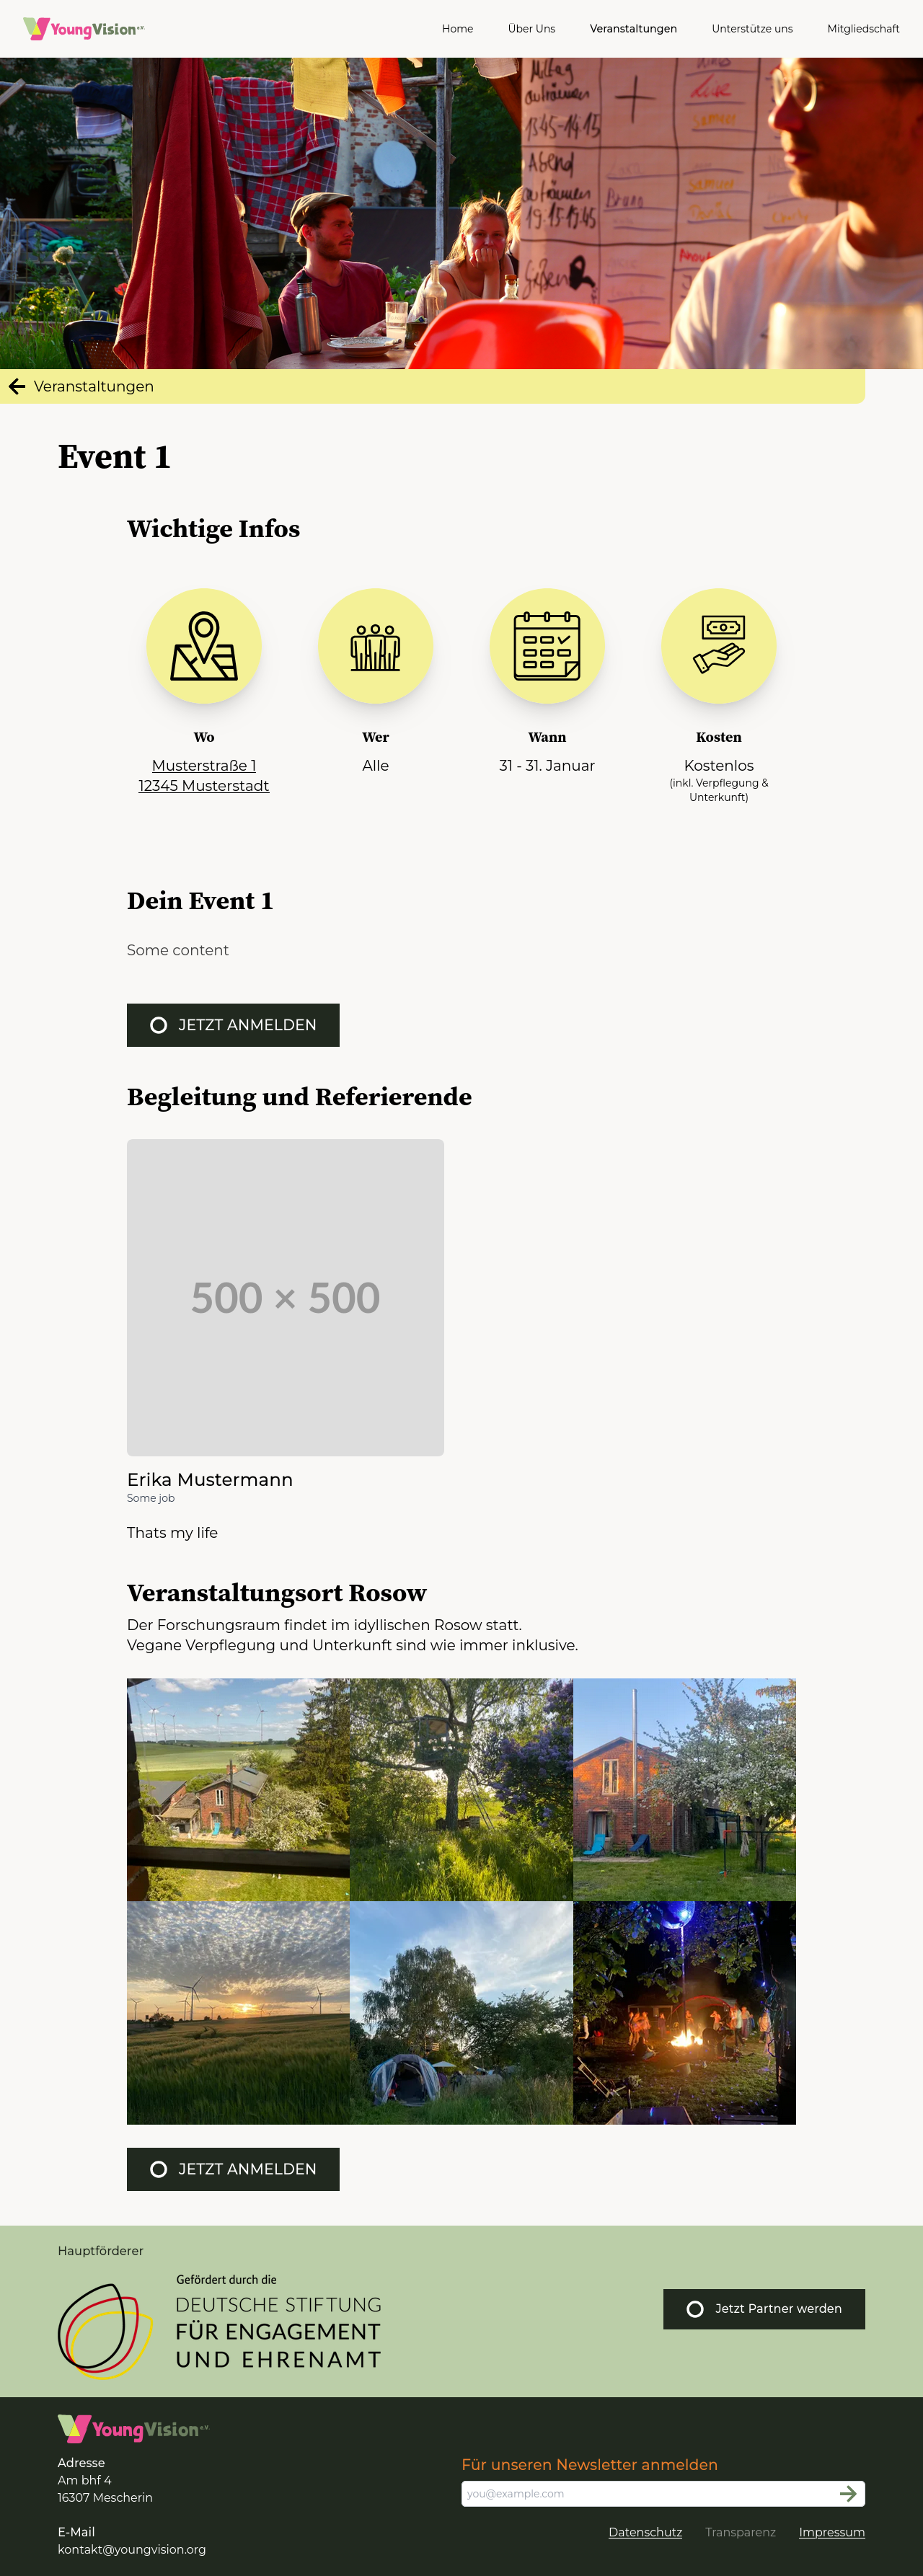 YoungVision e.V.
Home Über Uns Veranstaltungen Unterstütze uns Mitgliedschaft
Mittag
aufräumen
1345-1415
Abend
aufräumen
19.15-19.45
Veranstaltungen
Event 1
Wichtige Infos
Wo
Musterstraße 1
12345 Musterstadt
Wer
Alle
Wann
31 - 31. Januar
Kosten
Kostenlos
(inkl. Verpflegung &
Unterkunft)
Dein Event 1
Some content
JETZT ANMELDEN
Begleitung und Referierende
500 × 500
Erika Mustermann
Some job
Thats my life
Veranstaltungsort Rosow
Der Forschungsraum findet im idyllischen Rosow statt.
Vegane Verpflegung und Unterkunft sind wie immer inklusive.
JETZT ANMELDEN
Hauptförderer
Gefördert durch die
DEUTSCHE STIFTUNG
FÜR ENGAGEMENT
UND EHRENAMT
Jetzt Partner werden
YoungVision e.V.
Adresse
Am bhf 4
16307 Mescherin
E-Mail
kontakt@youngvision.org
Für unseren Newsletter anmelden
you@example.com
Datenschutz Transparenz Impressum